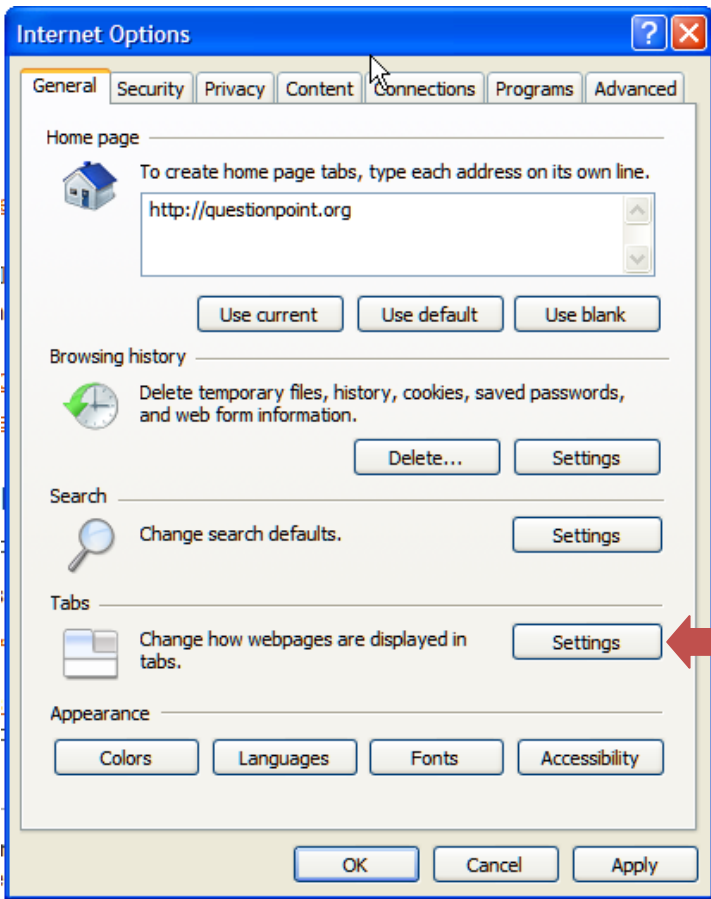 Internet Options
General Security Privacy Content Connections Programs Advanced
Home page
To create home page tabs, type each address on its own line.
http://questionpoint.org
Use current Use default Use blank
Browsing history
Delete temporary files, history, cookies, saved passwords,
and web form information.
Delete... Settings
Search
Change search defaults. Settings
Tabs
Change how webpages are displayed in Settings
tabs.
Appearance
Colors Languages Fonts Accessibility
OK Cancel Apply